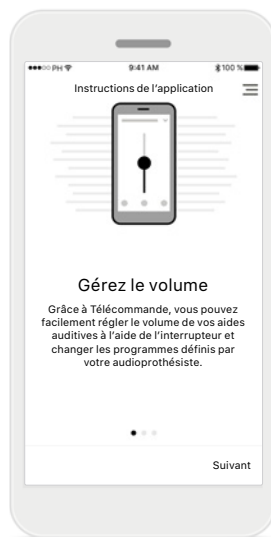 PH 9:41 AM 100 %
Instructions de l'application
Gérez le volume
Grâce à Télécommande, vous pouvez
facilement régler le volume de vos aides
auditives à l'aide de l'interrupteur et
changer les programmes définis par
votre audioprothésiste.
Suivant